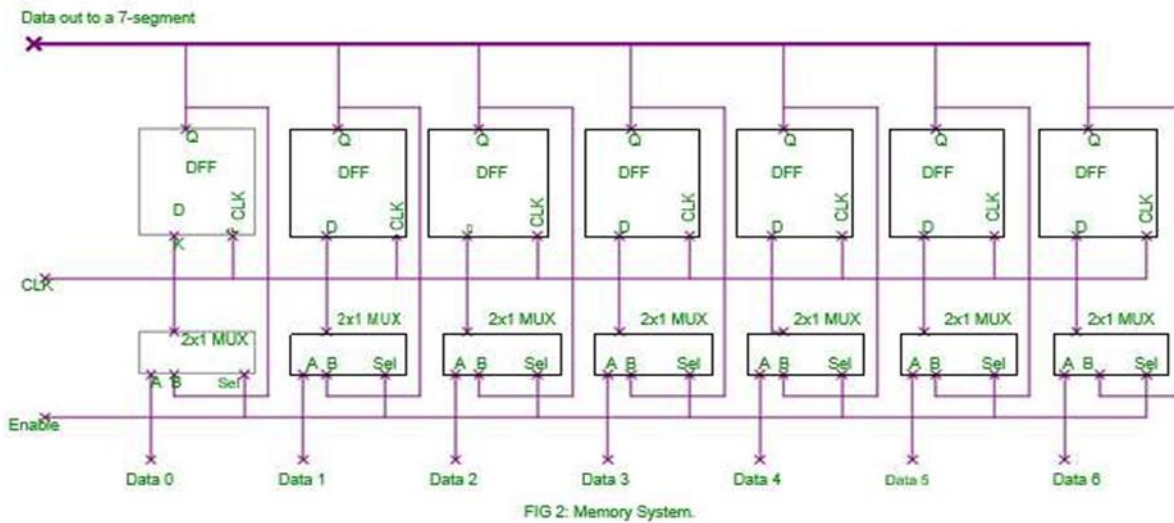 Data out to a 7-segment
Q Q Q Q Q Q Q
DFF DFF DFF DFF DFF DFF DFF
D CLK D CLK CLK D CLK D CLK D CLK D CLK
CLK
2x1 MUX 2x1 MUX 2x1 MUX 2x1 MUX 2x1 MUX 2x1 MUX 2x1 MUX
A B Sel A B Sel A B Sel A B Sel A B Sel A B Sel A B Sel
Enable
Data 0 Data 1 Data 2 Data 3 Data 4 Data 5 Data 6
FIG 2: Memory System.